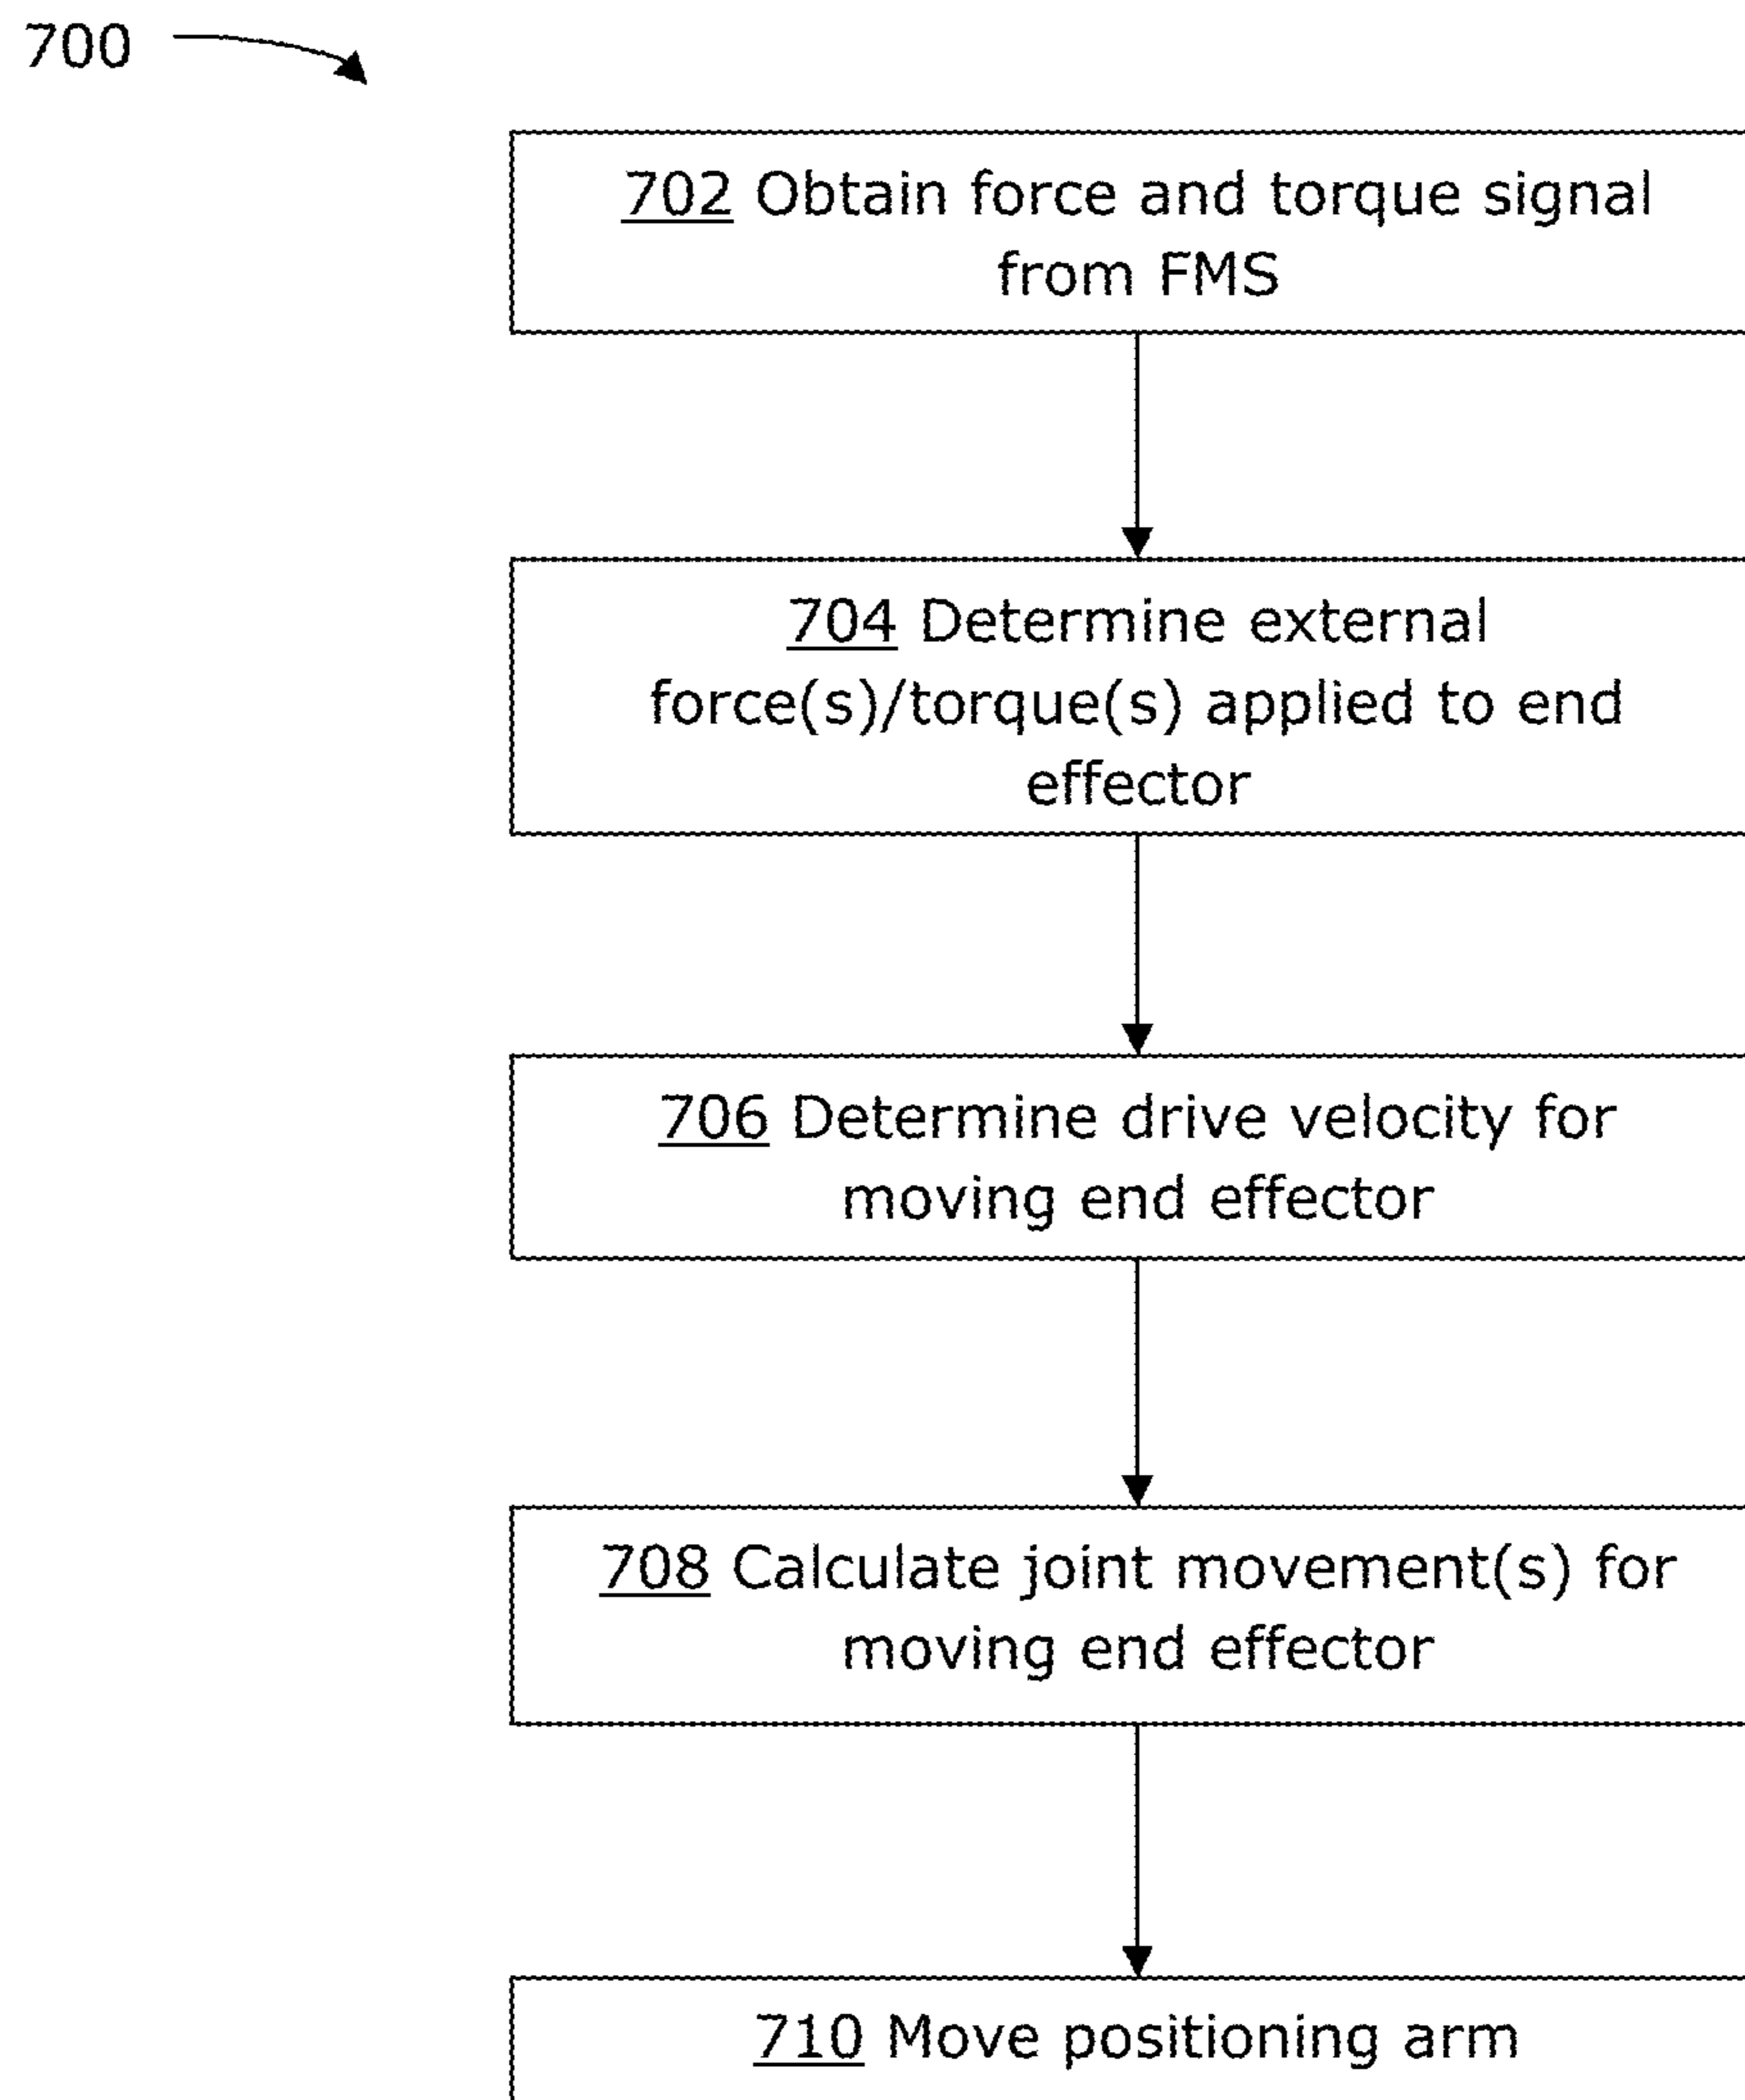 700
702 Obtain force and torque signal
from FMS
704 Determine external
force(s)/torque(s) applied to end
effector
706 Determine drive velocity for
moving end effector
708 Calculate joint movement(s) for
moving end effector
710 Move positioning arm